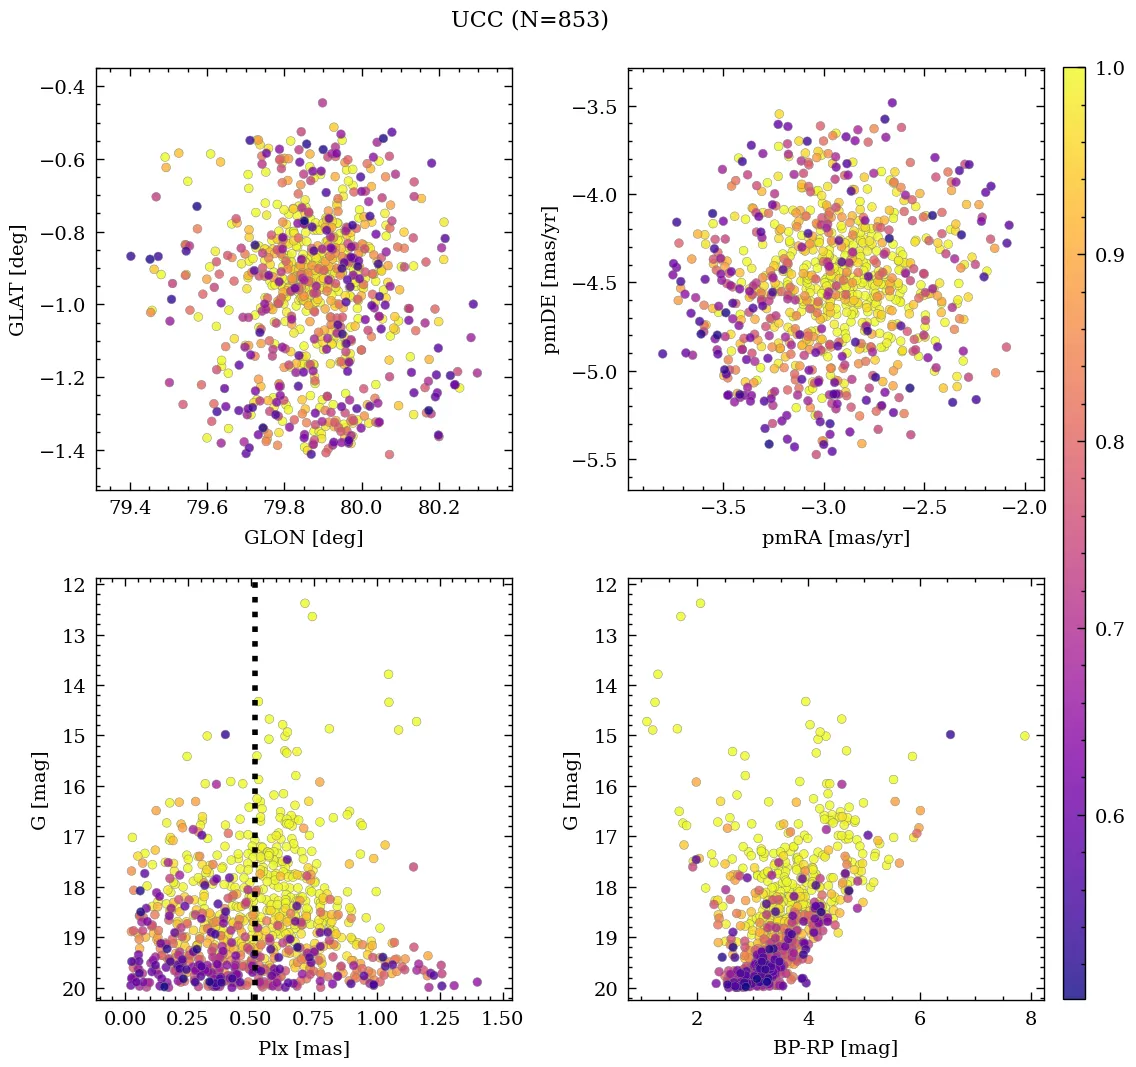 UCC (N=853)
−0.4
−0.6
−0.8
−1.0
−1.2
−1.4
GLAT [deg]
79.4 79.6 79.8 80.0 80.2
GLON [deg]
−3.5
−4.0
−4.5
−5.0
−5.5
pmDE [mas/yr]
−3.5 −3.0 −2.5 −2.0
pmRA [mas/yr]
12
13
14
15
16
17
18
19
20
G [mag]
0.00 0.25 0.50 0.75 1.00 1.25 1.50
Plx [mas]
12
13
14
15
16
17
18
19
20
G [mag]
2 4 6 8
BP-RP [mag]
1.0
0.9
0.8
0.7
0.6